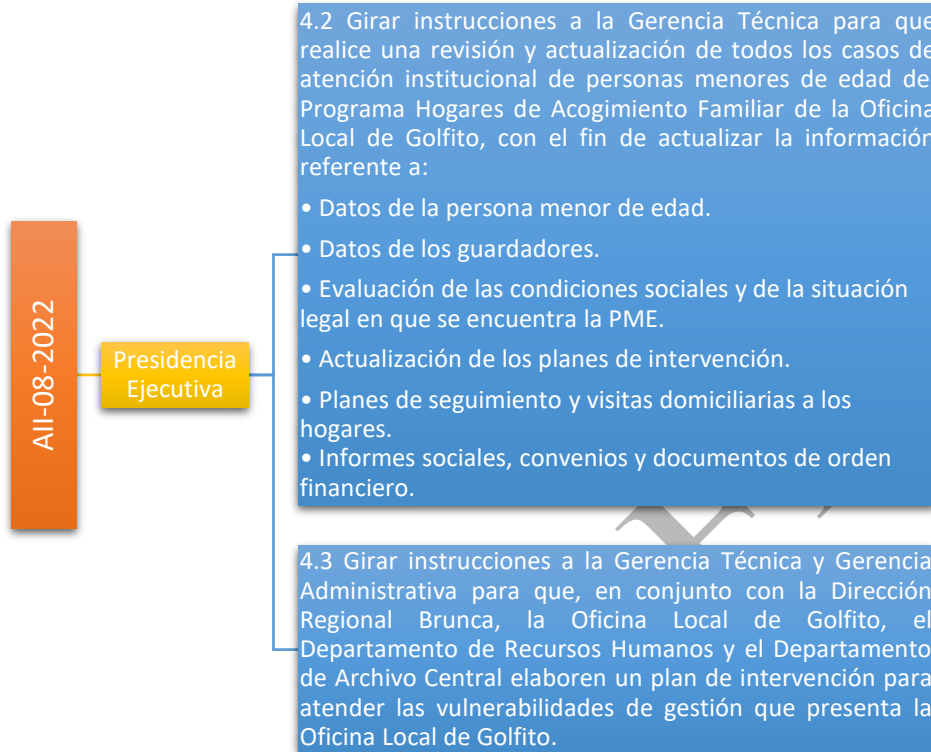 4.2 Girar instrucciones a la Gerencia Técnica para que
realice una revisión y actualización de todos los casos de
atención institucional de personas menores de edad de
Programa Hogares de Acogimiento Familiar de la Oficina
Local de Golfito, con el fin de actualizar la información
referente a:
• Datos de la persona menor de edad.
• Datos de los guardadores.
• Evaluación de las condiciones sociales y de la situación
legal en que se encuentra la PME.
• Actualización de los planes de intervención.
• Planes de seguimiento y visitas domiciliarias a los
hogares.
• Informes sociales, convenios y documentos de orden
financiero.
AII-08-2022
Presidencia
Ejecutiva
4.3 Girar instrucciones a la Gerencia Técnica y Gerencia
Administrativa para que, en conjunto con la Dirección
Regional Brunca, la Oficina Local de Golfito, el
Departamento de Recursos Humanos y el Departamento
de Archivo Central elaboren un plan de intervención para
atender las vulnerabilidades de gestión que presenta la
Oficina Local de Golfito.